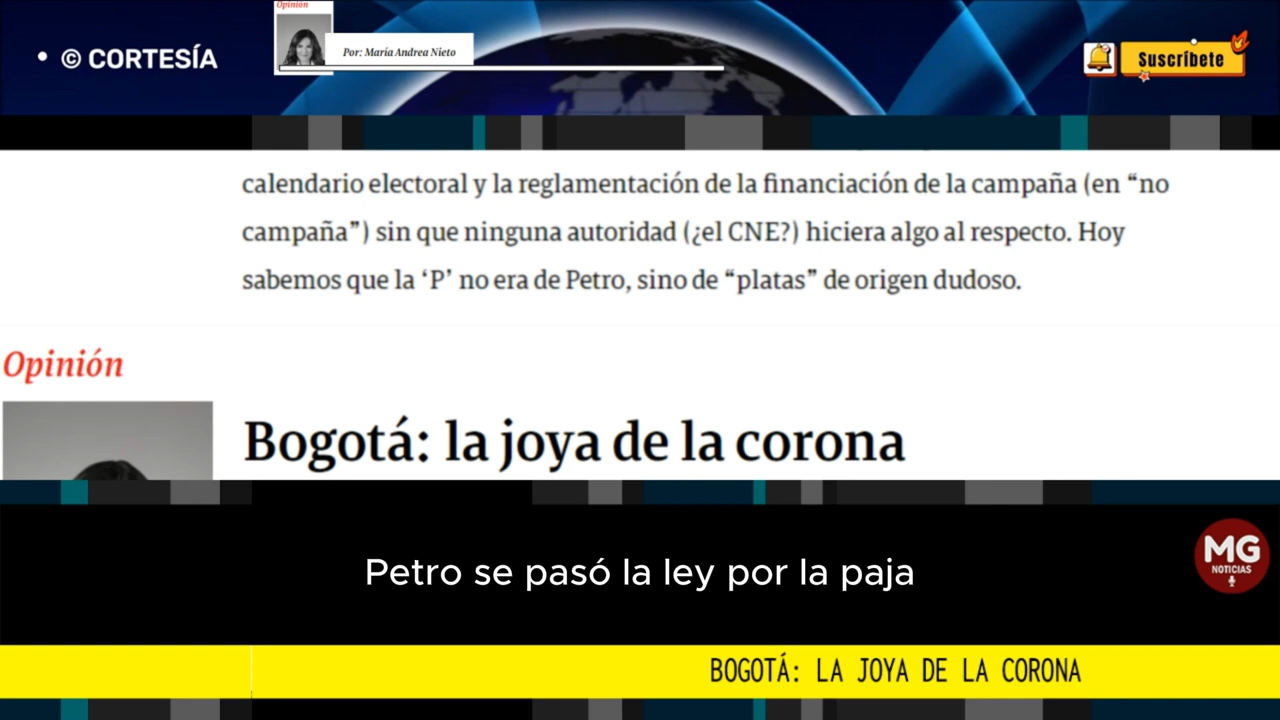 Opinión
Por: María Andrea Nieto
• © CORTESÍA
Suscríbete
calendario electoral y la reglamentación de la financiación de la campaña (en “no
campaña”) sin que ninguna autoridad (¿el CNE?) hiciera algo al respecto. Hoy
sabemos que la ‘P’ no era de Petro, sino de “platas” de origen dudoso.
Opinión
Bogotá: la joya de la corona
Petro se pasó la ley por la paja
MG
NOTICIAS
BOGOTÁ: LA JOYA DE LA CORONA